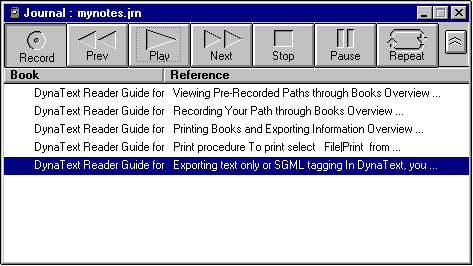 Journal : mynotes.jrn
Record Prev Play Next Stop Pause Repeat
Book Reference
DynaText Reader Guide for Viewing Pre-Recorded Paths through Books Overview ...
DynaText Reader Guide for Recording Your Path through Books Overview ...
DynaText Reader Guide for Printing Books and Exporting Information Overview ...
DynaText Reader Guide for Print procedure To print select File|Print from ...
DynaText Reader Guide for Exporting text only or SGML tagging In DynaText, you ...